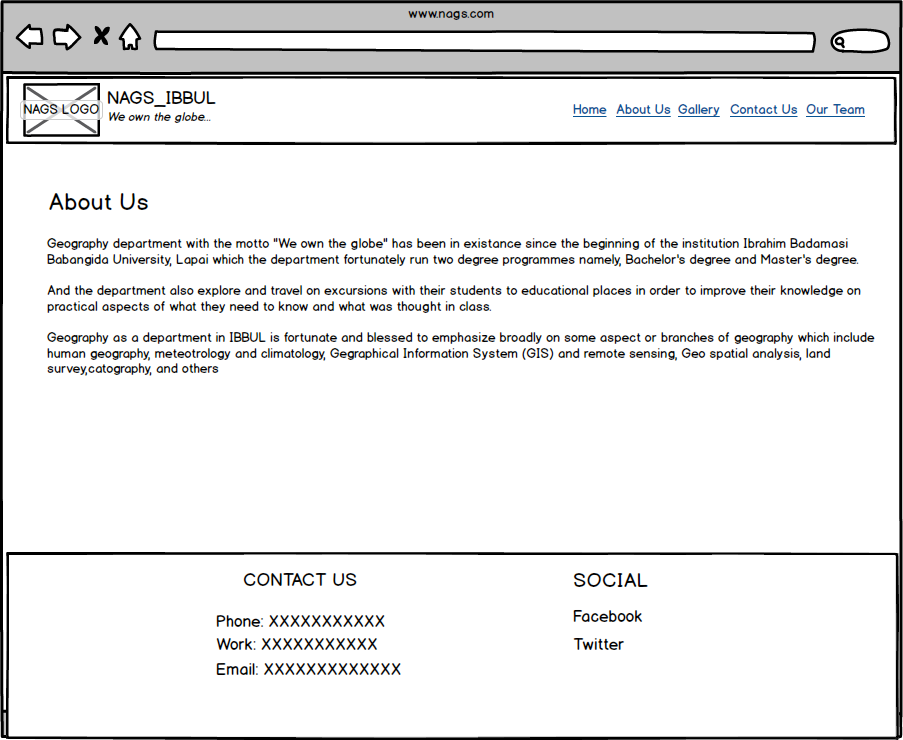 www.nags.com
NAGS LOGO
NAGS_IBBUL
We own the globe...
Home About Us Gallery Contact Us Our Team
About Us
Geography department with the motto "We own the globe" has been in existance since the beginning of the institution Ibrahim Badamasi
Babangida University, Lapai which the department fortunately run two degree programmes namely, Bachelor's degree and Master's degree.
And the department also explore and travel on excursions with their students to educational places in order to improve their knowledge on
practical aspects of what they need to know and what was thought in class.
Geography as a department in IBBUL is fortunate and blessed to emphasize broadly on some aspect or branches of geography which include
human geography, meteotrology and climatology, Gegraphical Information System (GIS) and remote sensing, Geo spatial analysis, land
survey,catography, and others
CONTACT US
Phone: XXXXXXXXXXX
Work: XXXXXXXXXXX
Email: XXXXXXXXXXXXX
SOCIAL
Facebook
Twitter